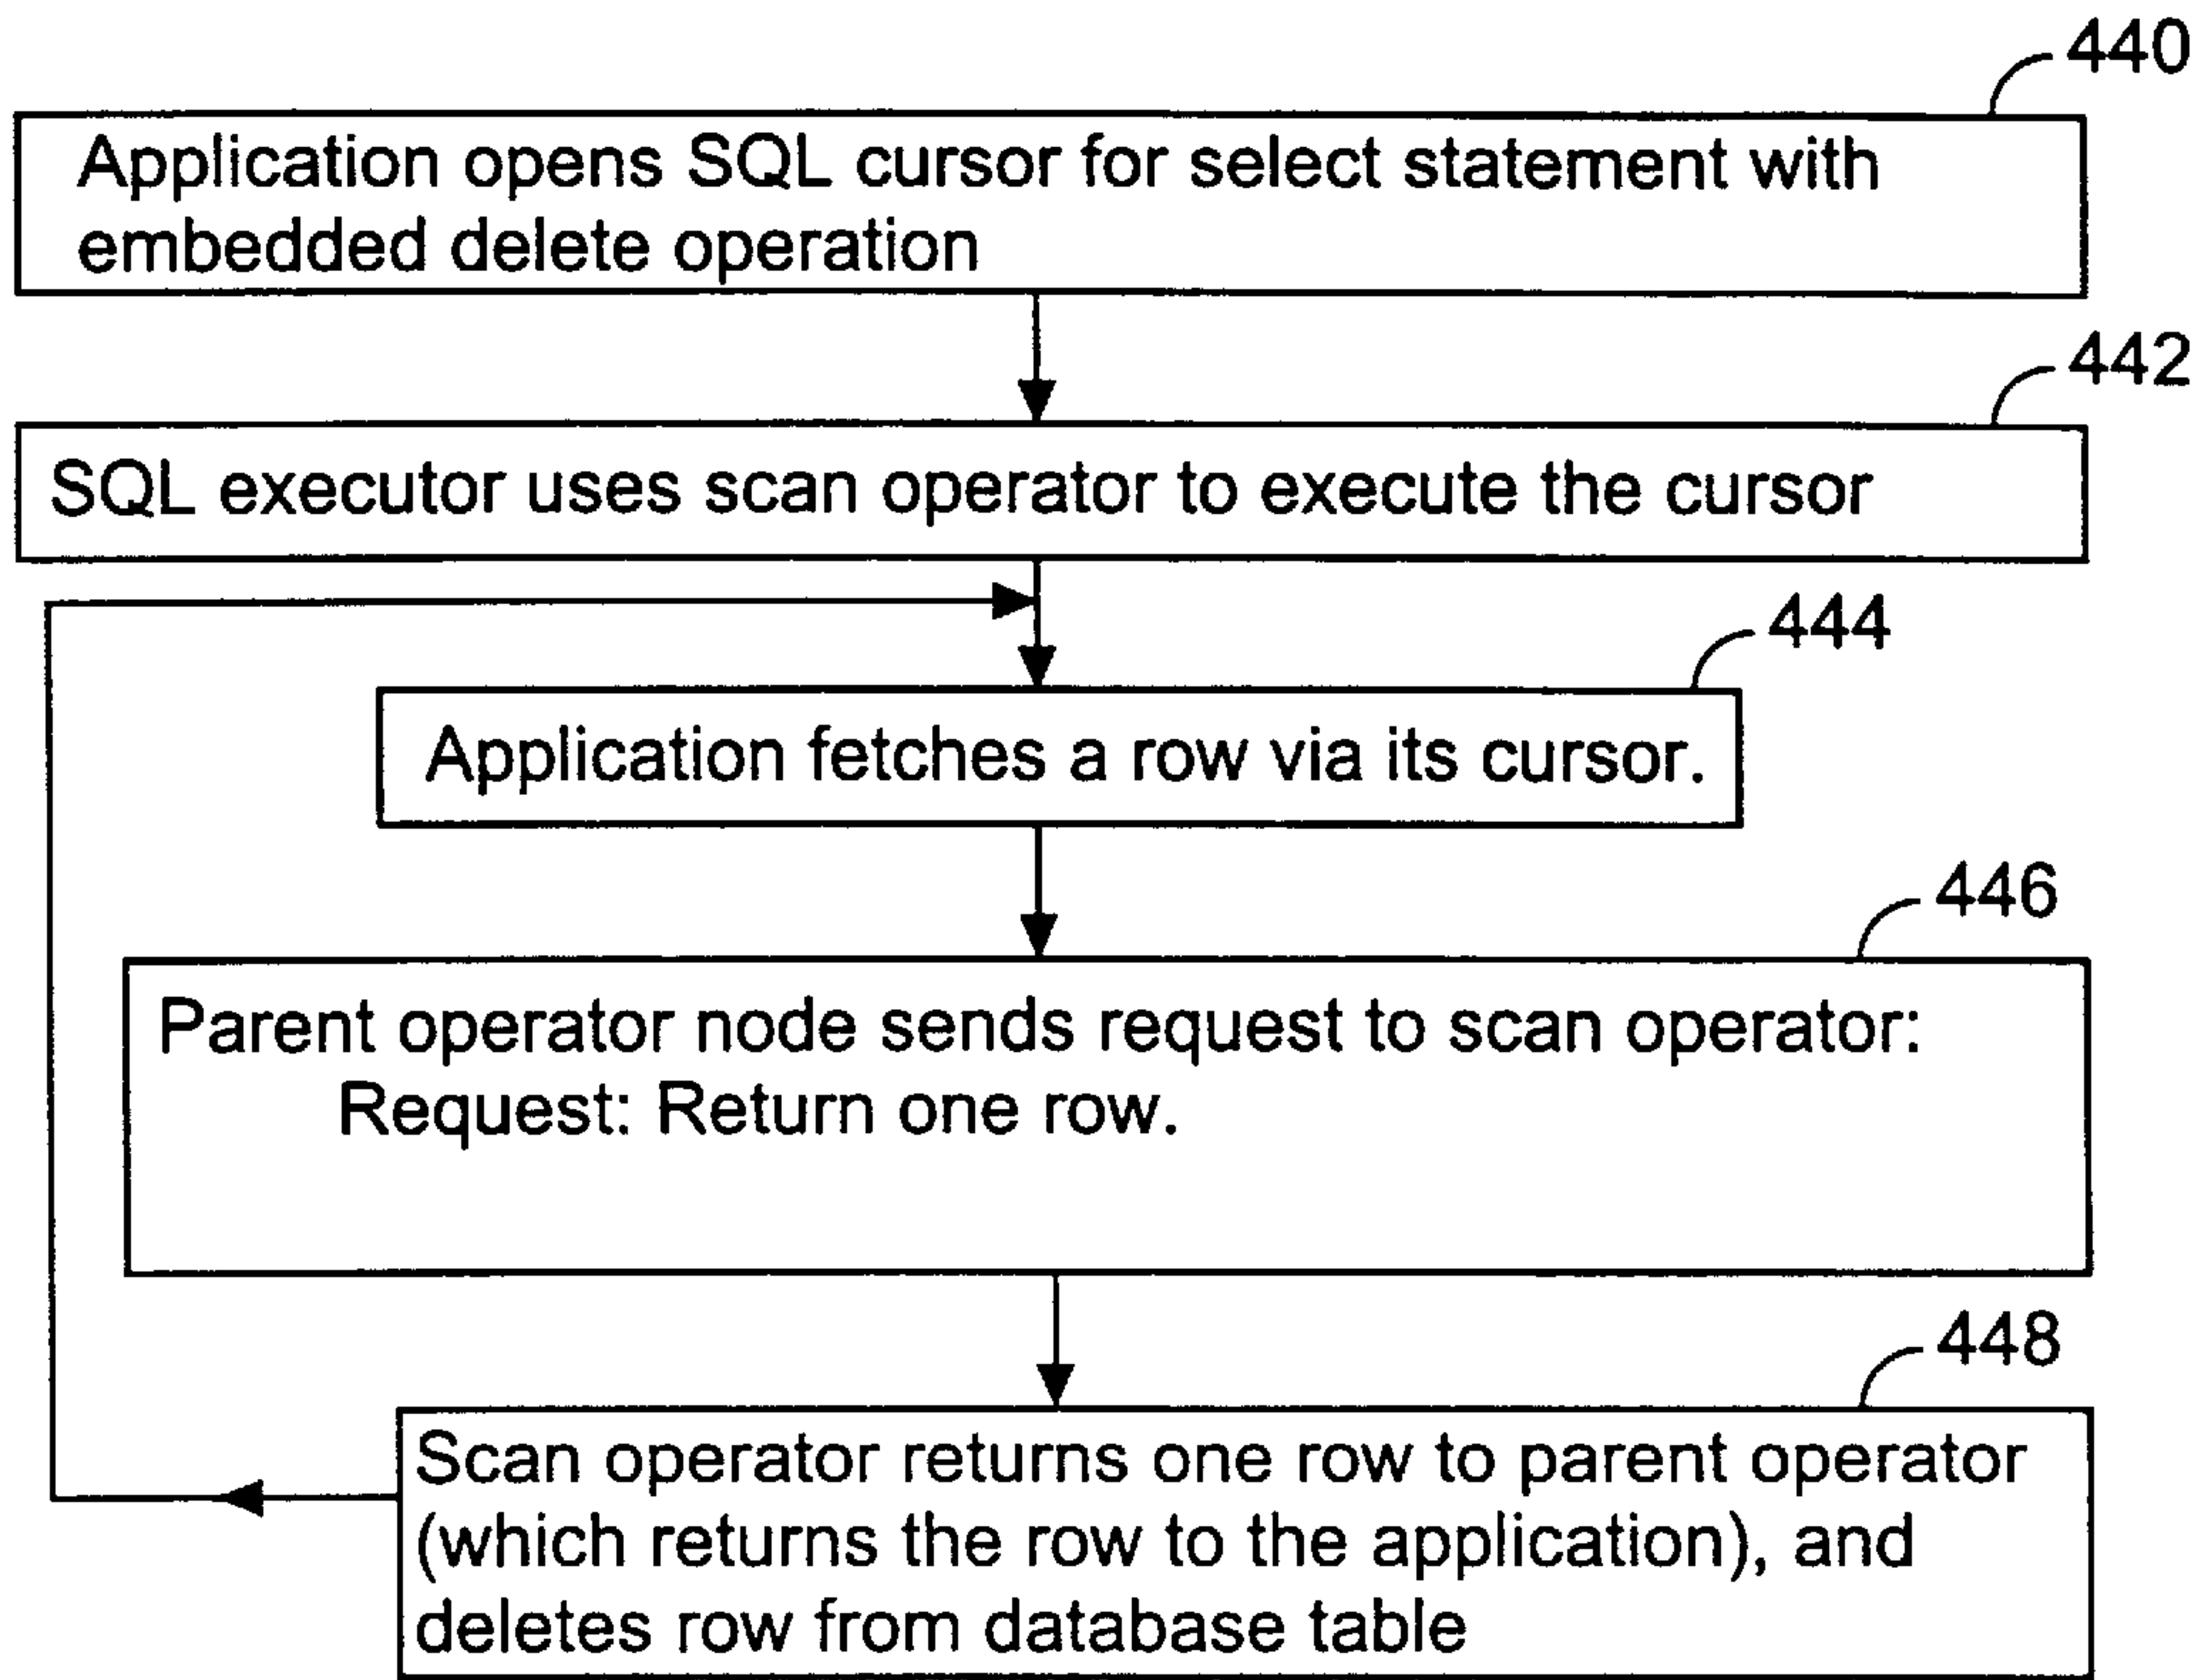 440
Application opens SQL cursor for select statement with
embedded delete operation
442
SQL executor uses scan operator to execute the cursor
444
Application fetches a row via its cursor.
446
Parent operator node sends request to scan operator:
Request: Return one row.
448
Scan operator returns one row to parent operator
(which returns the row to the application), and
deletes row from database table